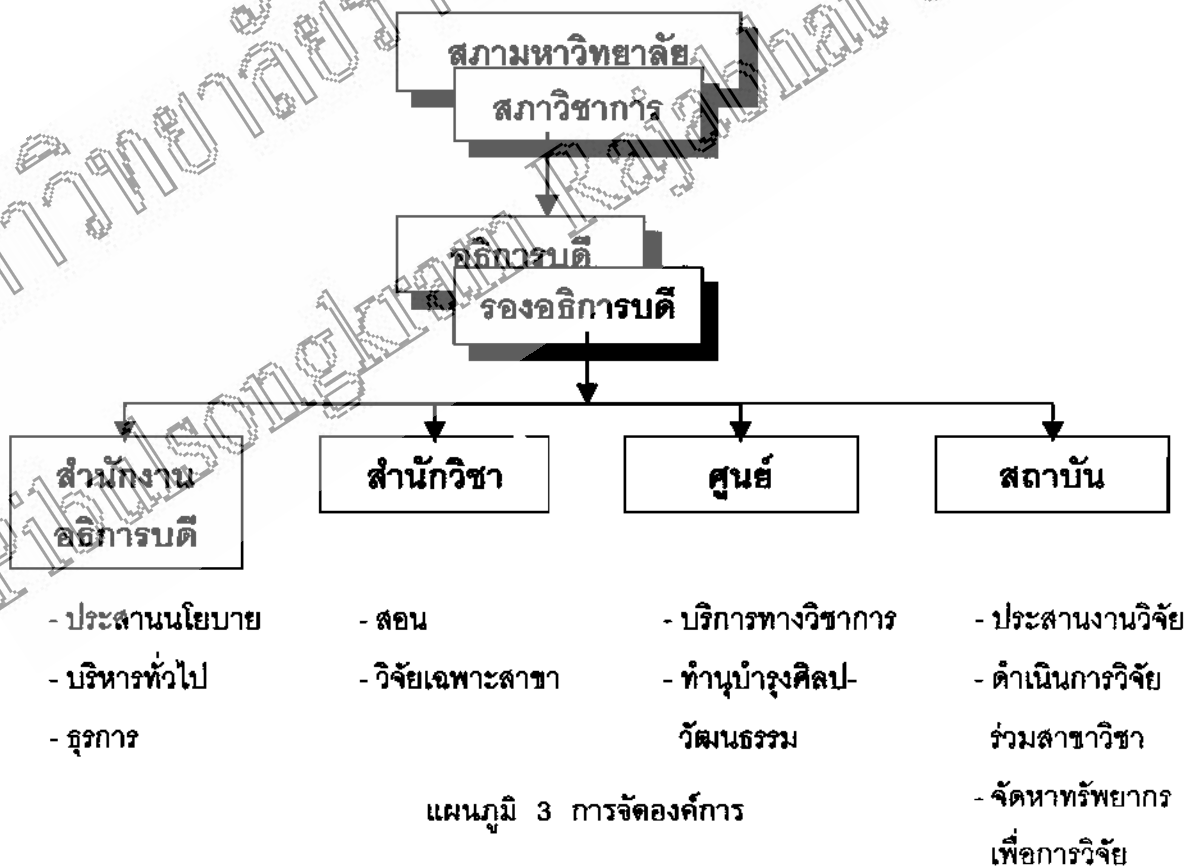 สภามหาวิทยาลัย
สภาวิชาการ
อธิการบดี
รองอธิการบดี
สำนักงาน
อธิการบดี
สำนักวิชา
ศูนย์
สถาบัน
- ประสานนโยบาย
- บริหารทั่วไป
- ธุรการ
- สอน
- วิจัยเฉพาะสาขา
- บริการทางวิชาการ
- ทำนุบำรุงศิลป-
วัฒนธรรม
- ประสานงานวิจัย
- ดำเนินการวิจัย
ร่วมสาขาวิชา
- จัดหาทรัพยากร
เพื่อการวิจัย
แผนภูมิ 3 การจัดองค์การ
Pibulsongkram Rajabhat